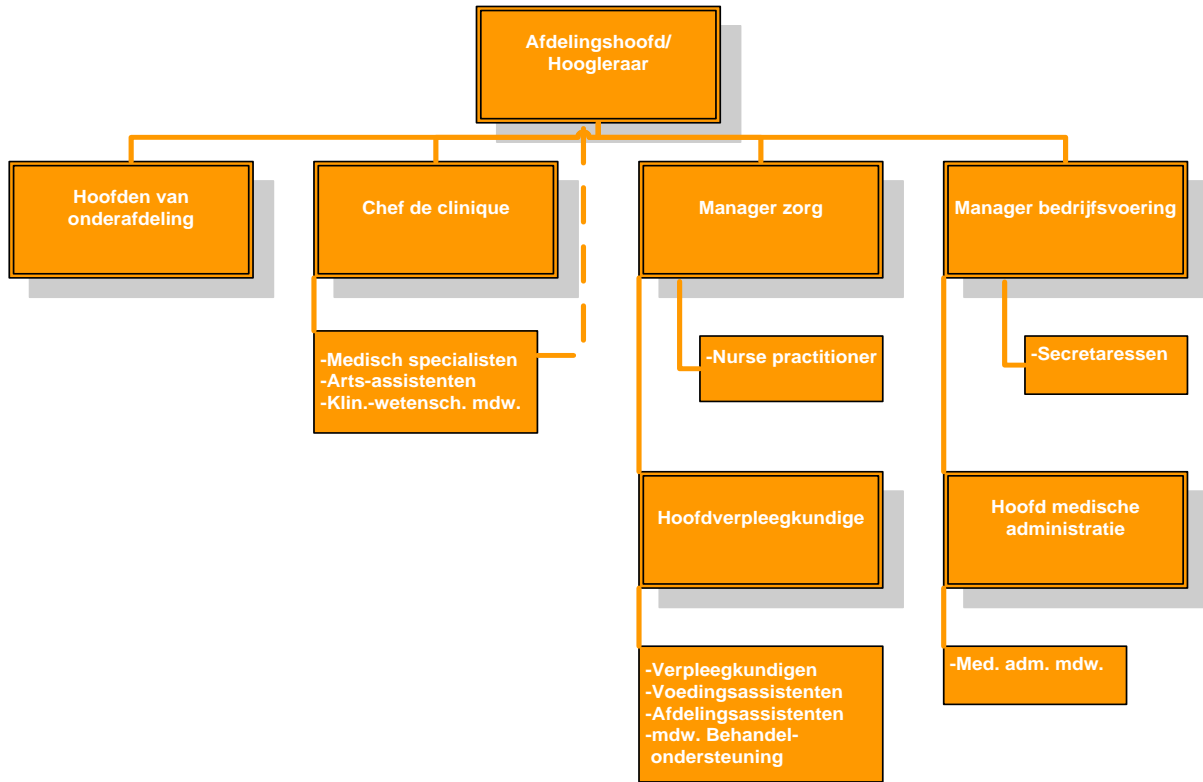 Afdelingshoofd/
Hoogleraar
Hoofden van
onderafdeling
Chef de clinique
Manager zorg
Manager bedrijfsvoering
-Medisch specialisten
-Arts-assistenten
-Klin.-wetensch. mdw.
-Nurse practitioner
-Secretaressen
Hoofdverpleegkundige
Hoofd medische
administratie
-Verpleegkundigen
-Voedingsassistenten
-Afdelingsassistenten
-mdw. Behandel-
ondersteuning
-Med. adm. mdw.